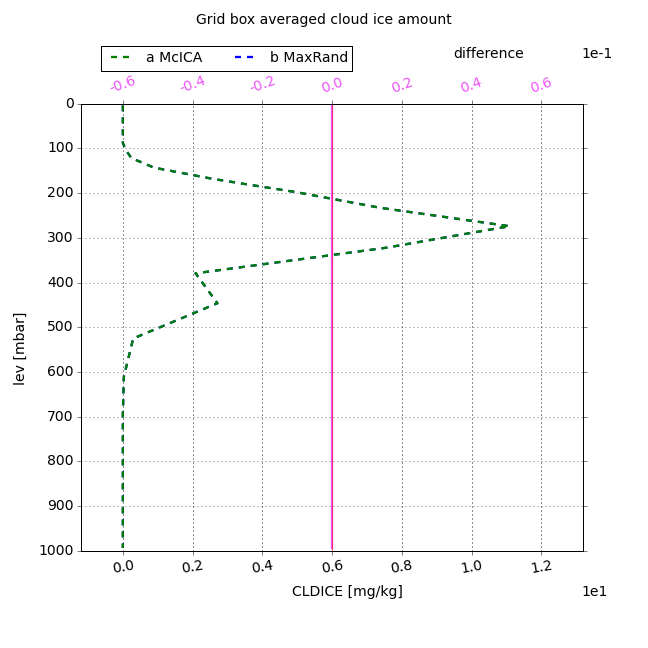 Grid box averaged cloud ice amount
a McICA b MaxRand
difference 1e-1
-0.6 -0.4 -0.2 0.0 0.2 0.4 0.6
0
100
200
300
400
500
600
700
800
900
1000
lev [mbar]
0.0 0.2 0.4 0.6 0.8 1.0 1.2
CLDICE [mg/kg] 1e1